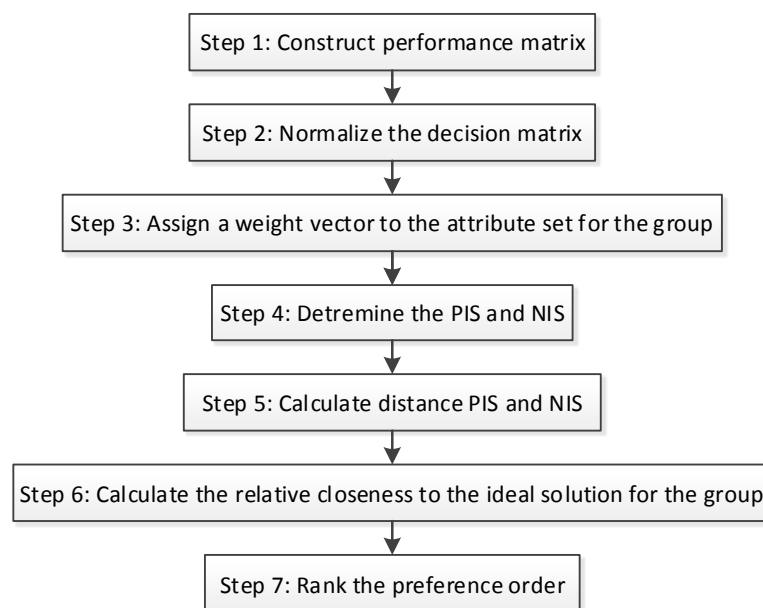 Step 1: Construct performance matrix
Step 2: Normalize the decision matrix
Step 3: Assign a weight vector to the attribute set for the group
Step 4: Detremine the PIS and NIS
Step 5: Calculate distance PIS and NIS
Step 6: Calculate the relative closeness to the ideal solution for the group
Step 7: Rank the preference order